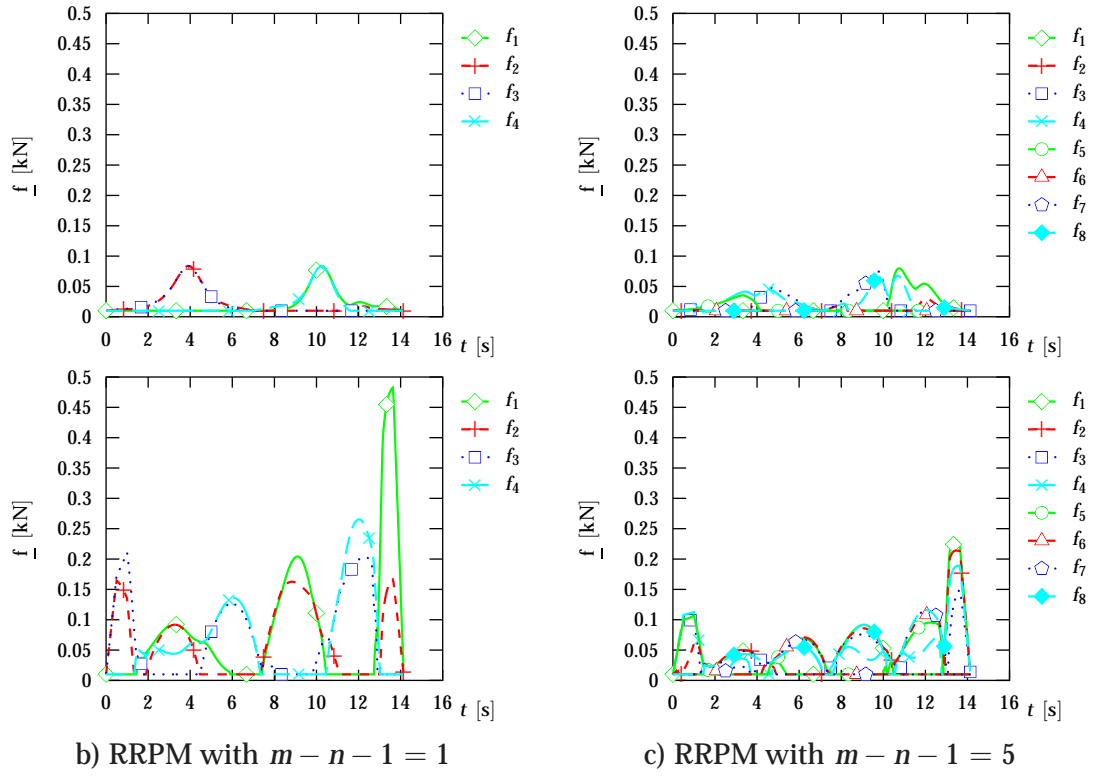 0.5
0.45
0.4
0.35
0.3
0.25
0.2
0.15
0.1
0.05
0
0 2 4 6 8 10 12 14 16
f [kN]
t [s]
f1
f2
f3
f4
0.5
0.45
0.4
0.35
0.3
0.25
0.2
0.15
0.1
0.05
0
0 2 4 6 8 10 12 14 16
f [kN]
t [s]
f1
f2
f3
f4
f5
f6
f7
f8
0.5
0.45
0.4
0.35
0.3
0.25
0.2
0.15
0.1
0.05
0
0 2 4 6 8 10 12 14 16
f [kN]
t [s]
f1
f2
f3
f4
0.5
0.45
0.4
0.35
0.3
0.25
0.2
0.15
0.1
0.05
0
0 2 4 6 8 10 12 14 16
f [kN]
t [s]
f1
f2
f3
f4
f5
f6
f7
f8
b) RRPM with m − n − 1 = 1
c) RRPM with m − n − 1 = 5